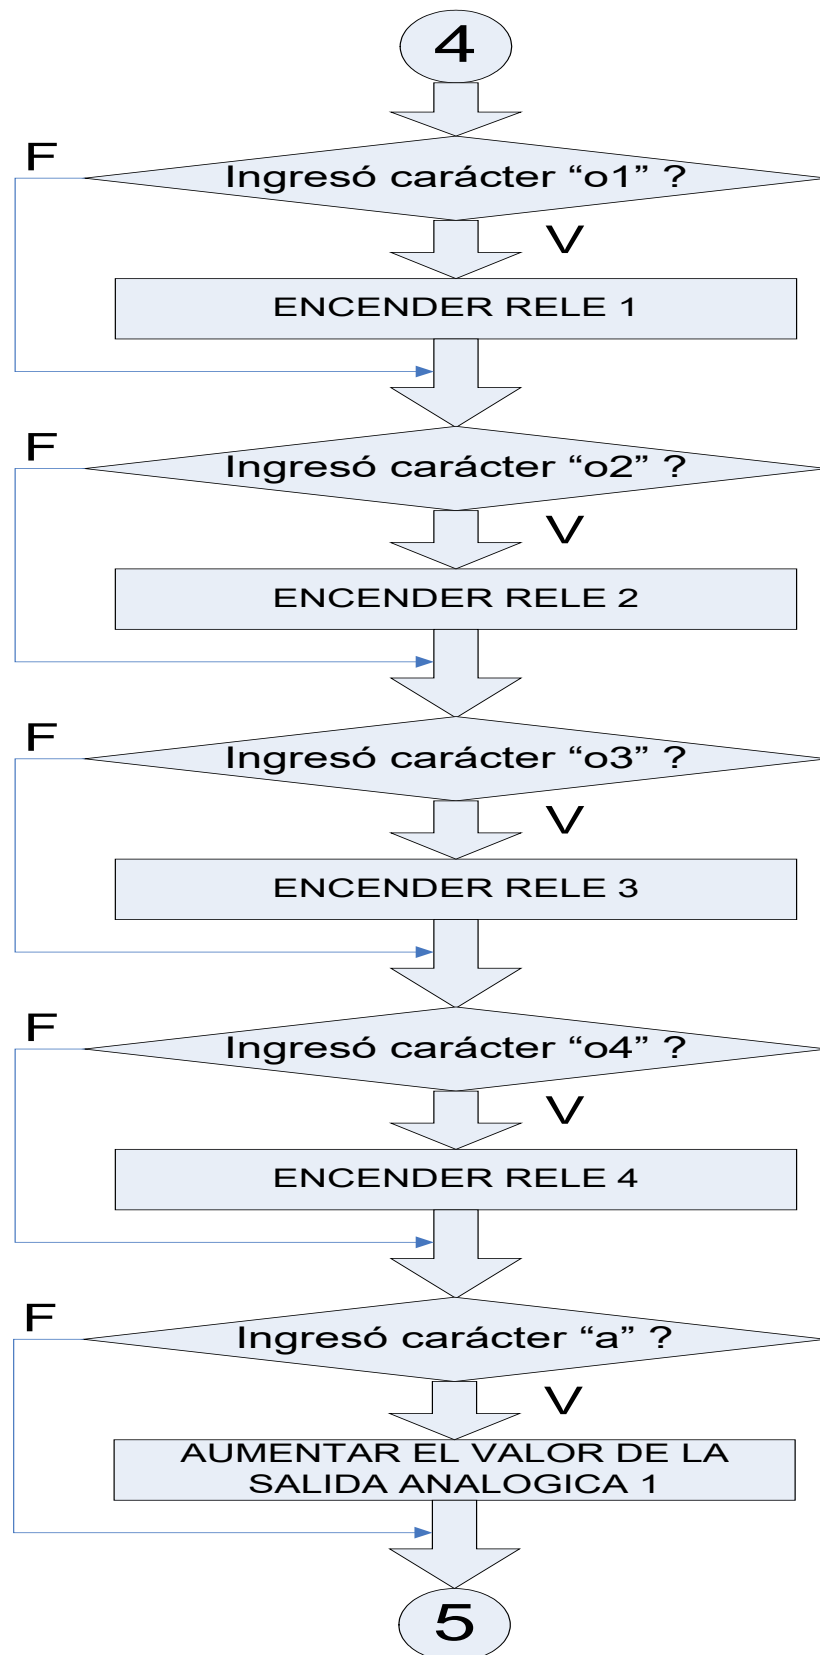 4
F
Ingresó carácter “o1” ?
V
ENCENDER RELE 1
F
Ingresó carácter “o2” ?
V
ENCENDER RELE 2
F
Ingresó carácter “o3” ?
V
ENCENDER RELE 3
F
Ingresó carácter “o4” ?
V
ENCENDER RELE 4
F
Ingresó carácter “a” ?
V
AUMENTAR EL VALOR DE LA
SALIDA ANALOGICA 1
5